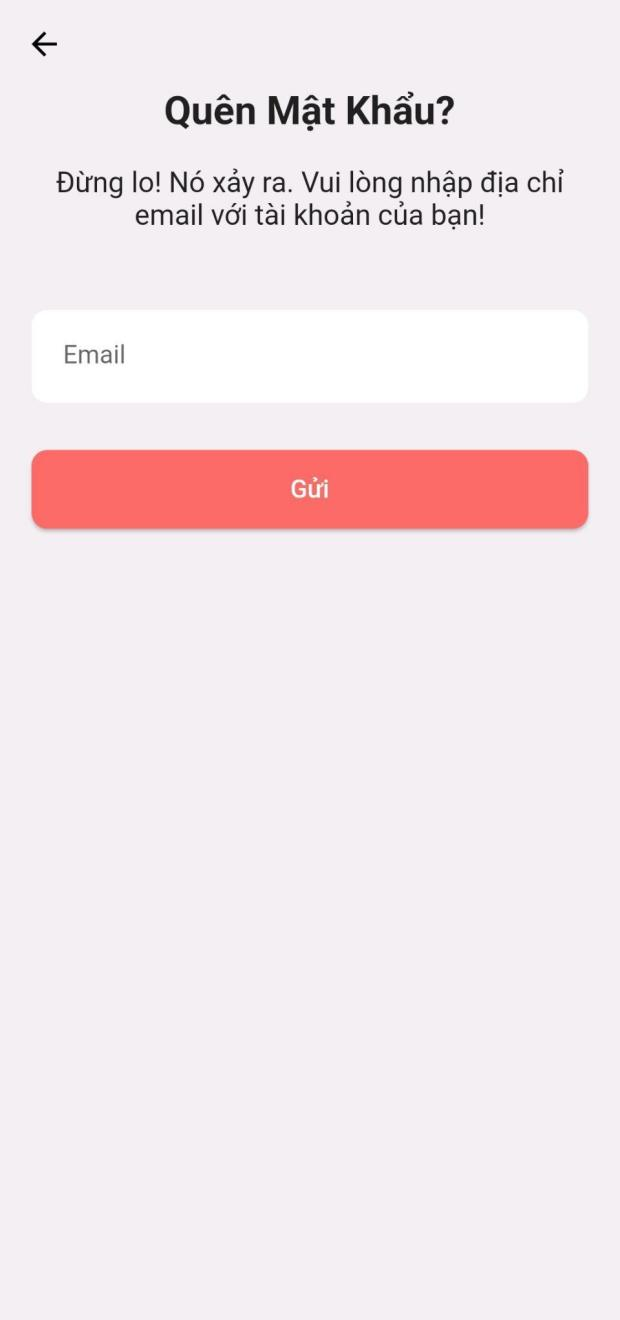 Quên Mật Khẩu?
Đừng lo! Nó xảy ra. Vui lòng nhập địa chỉ
email với tài khoản của bạn!
Email
Gửi